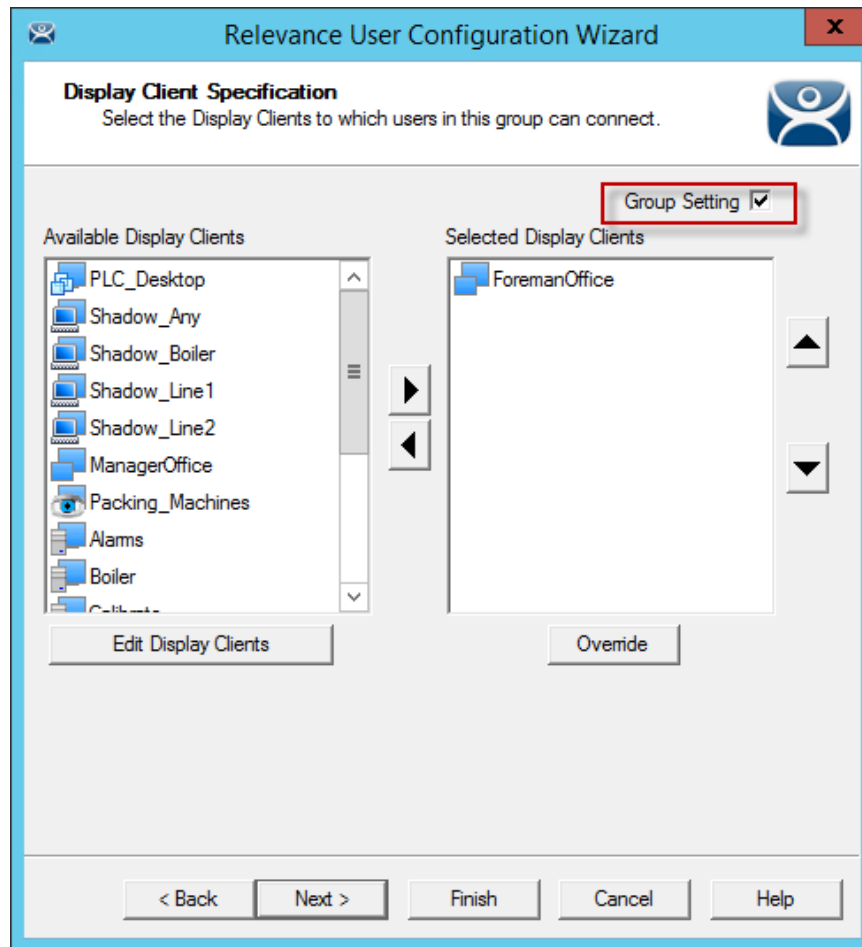 Relevance User Configuration Wizard
x
Display Client Specification
Select the Display Clients to which users in this group can connect.
Group Setting
Available Display Clients
Selected Display Clients
PLC_Desktop
Shadow_Any
Shadow_Boiler
Shadow_Line1
Shadow_Line2
ManagerOffice
Packing_Machines
Alarms
Boiler
ForemanOffice
Edit Display Clients
Override
< Back
Next >
Finish
Cancel
Help